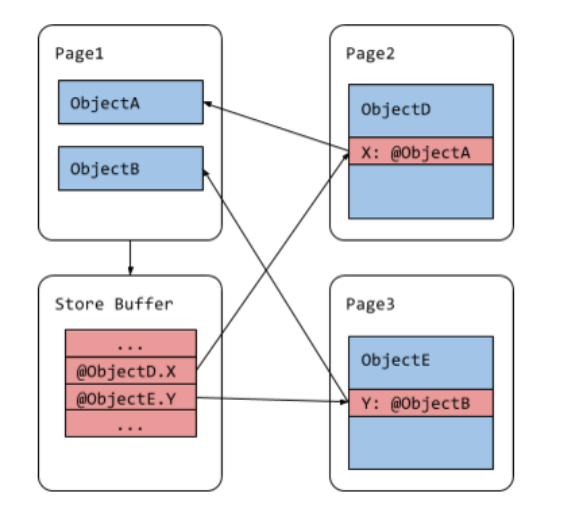 Page1
ObjectA
ObjectB
Page2
ObjectD
X: @ObjectA
Store Buffer
...
@ObjectD.X
@ObjectE.Y
...
Page3
ObjectE
Y: @ObjectB